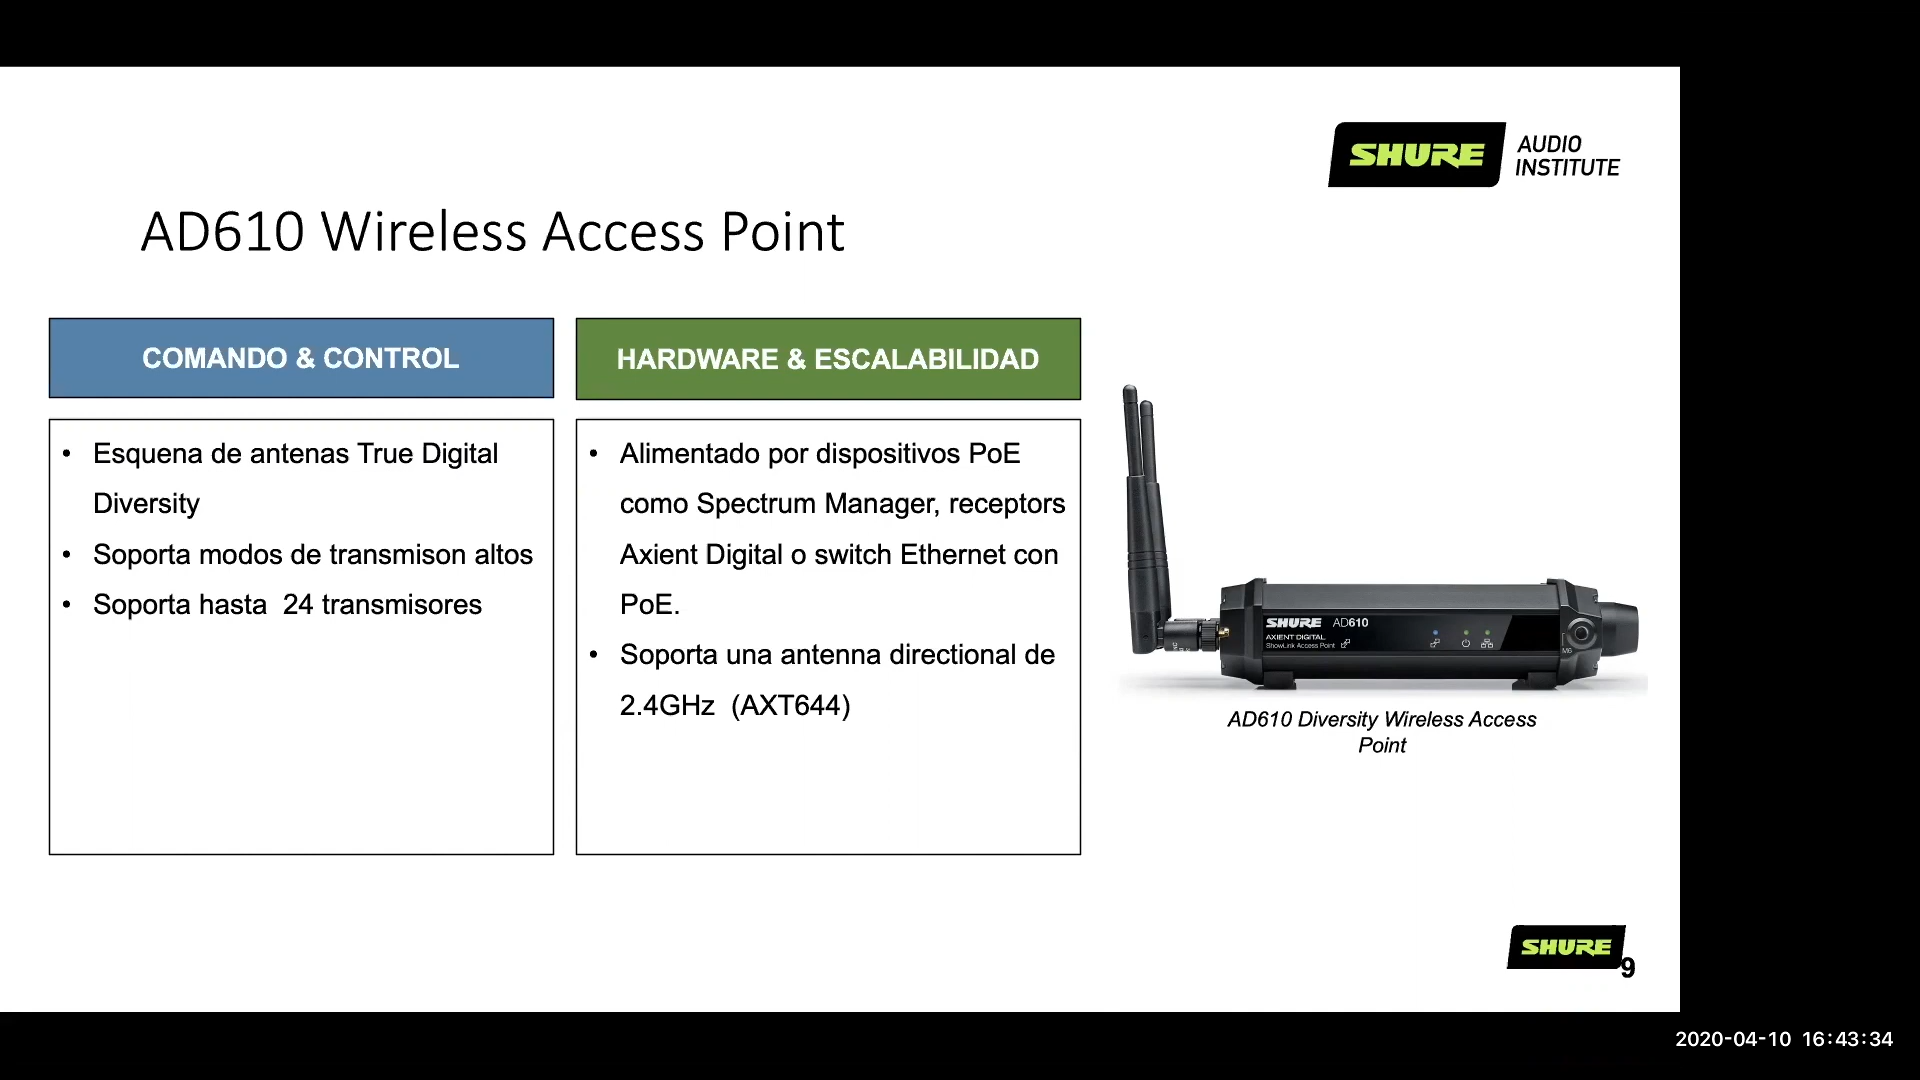 SHURE AUDIO
INSTITUTE
AD610 Wireless Access Point
COMANDO & CONTROL
• Esquena de antenas True Digital
Diversity
• Soporta modos de transmison altos
• Soporta hasta  24 transmisores
HARDWARE & ESCALABILIDAD
• Alimentado por dispositivos PoE
como Spectrum Manager, receptors
Axient Digital o switch Ethernet con
PoE.
• Soporta una antenna directional de
2.4GHz  (AXT644)
SHURE AD610
AXIENT DIGITAL
ShowLink Access Point
AD610 Diversity Wireless Access
Point
SHURE
9
2020-04-10 16:43:34